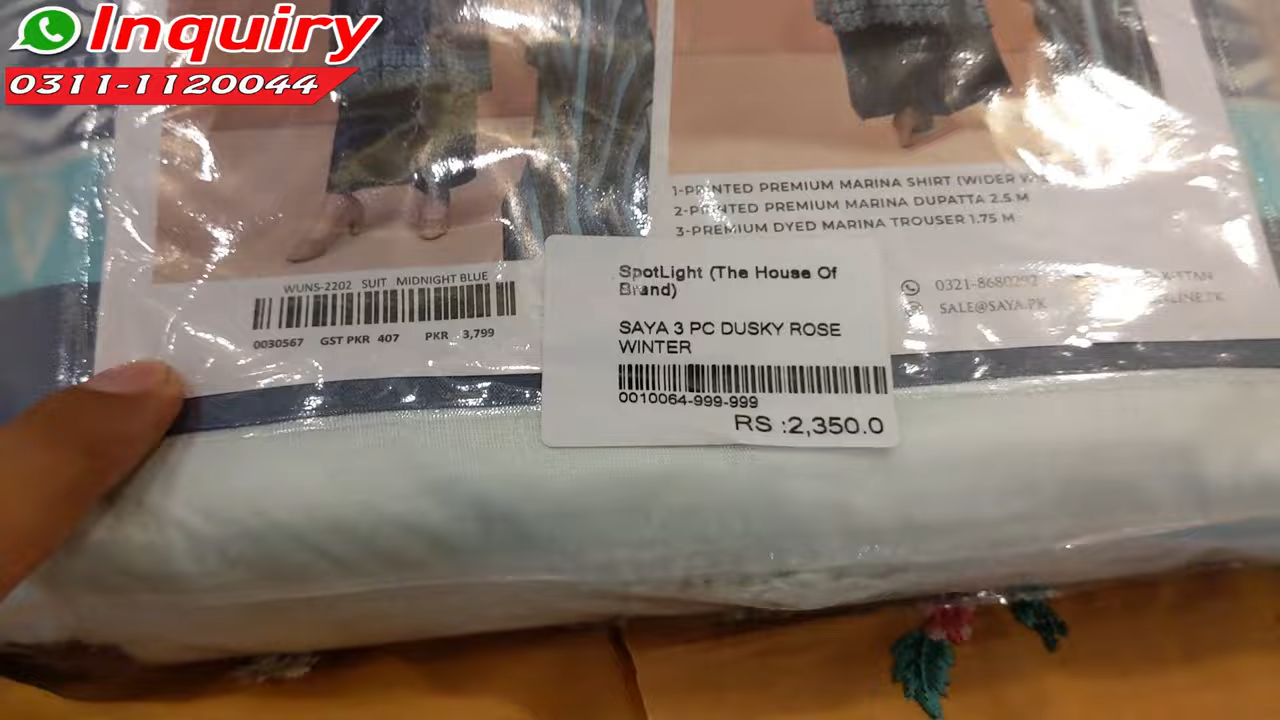 Inquiry
0311-1120044
1-PRINTED PREMIUM MARINA SHIRT (WIDER
2-PRINTED PREMIUM MARINA DUPATTA 2.5 M
3-PREMIUM DYED MARINA TROUSER 1.75 M
WUNS-2202 SUIT MIDNIGHT BLUE
0030567 GST PKR 407 PKR 3,799
SpotLight (The House Of
Brand)
SAYA 3 PC DUSKY ROSE
WINTER
0010064-999-999
RS :2,350.0
0321-8680292
SALE@SAYA.PK